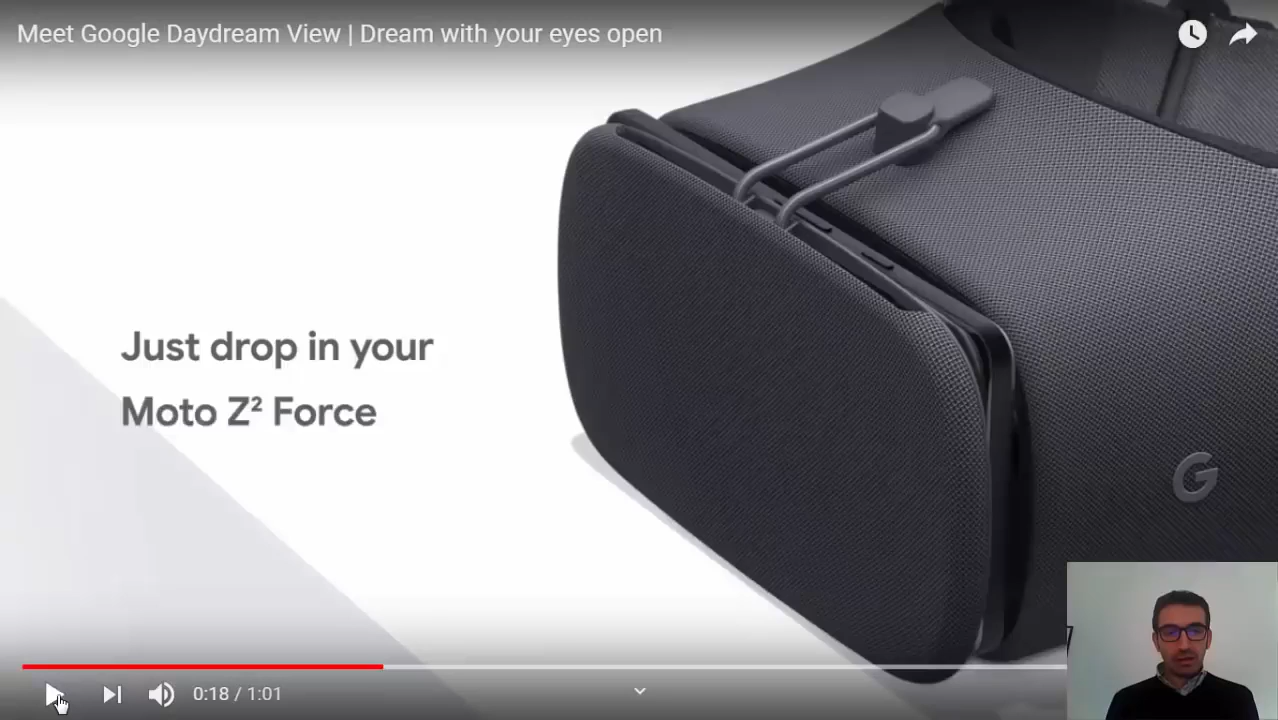 Meet Google Daydream View | Dream with your eyes open
Just drop in your
Moto Z² Force
G
0:18 / 1:01